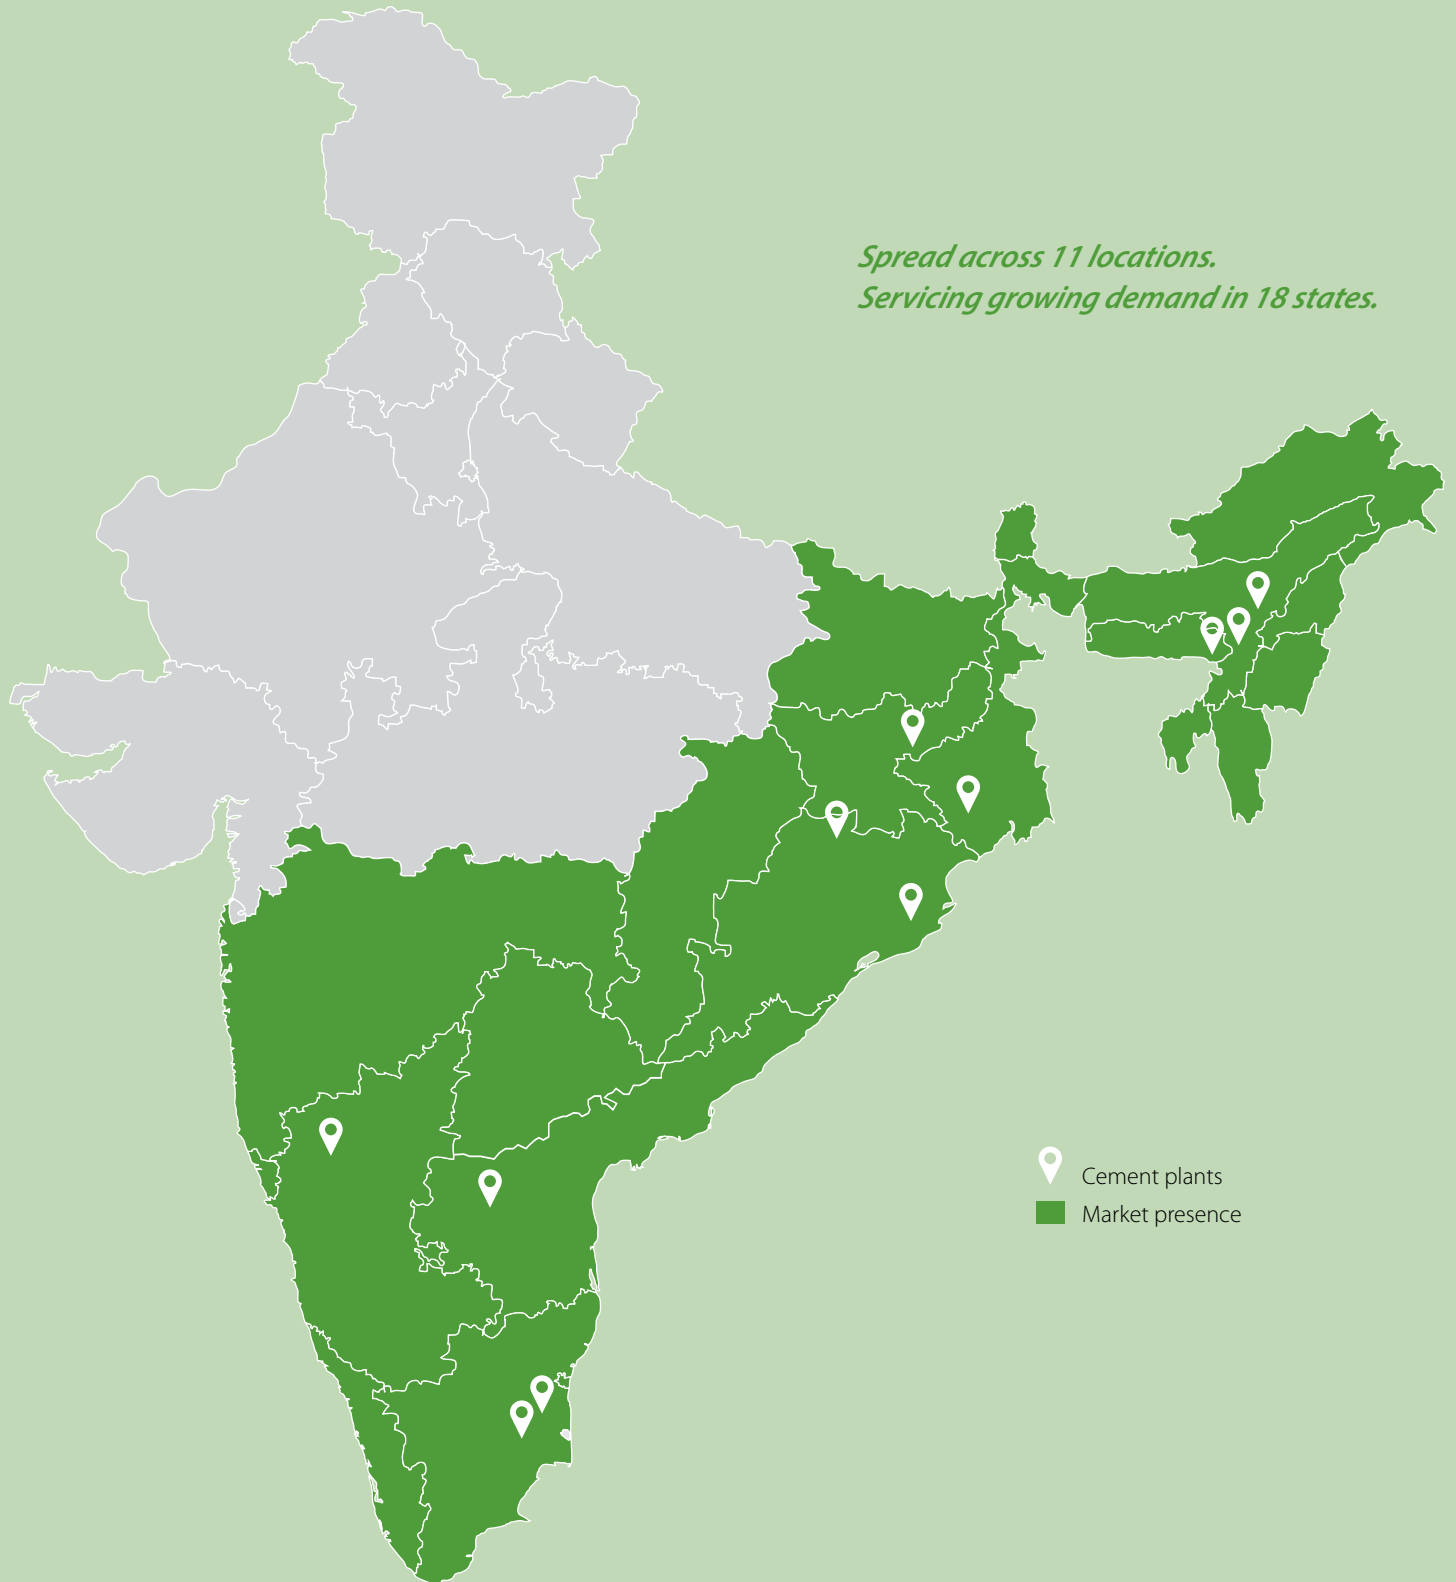 Spread across 11 locations.
Servicing growing demand in 18 states.
Cement plants
Market presence